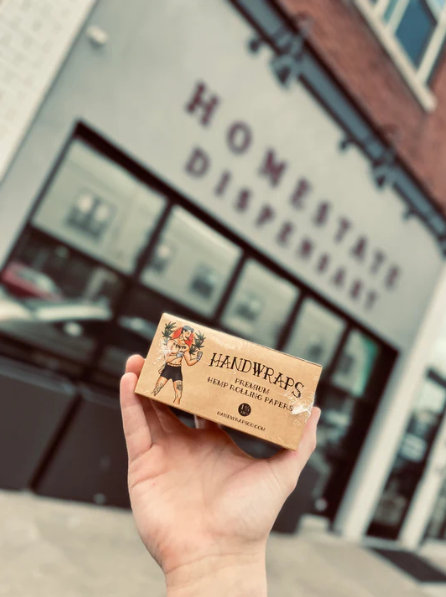 HOMESTATE
DISPENSARY
HANDWRAPS
PREMIUM
HEMP ROLLING PAPERS